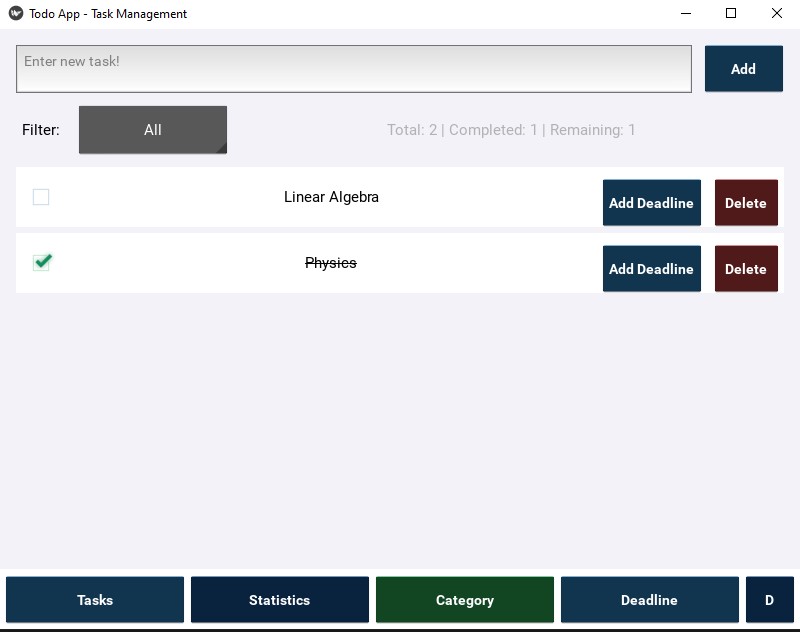 Todo App - Task Management
Enter new task!
Add
Filter:
All
Total: 2 | Completed: 1 | Remaining: 1
Linear Algebra
Add Deadline
Delete
Physics
Add Deadline
Delete
Tasks
Statistics
Category
Deadline
D